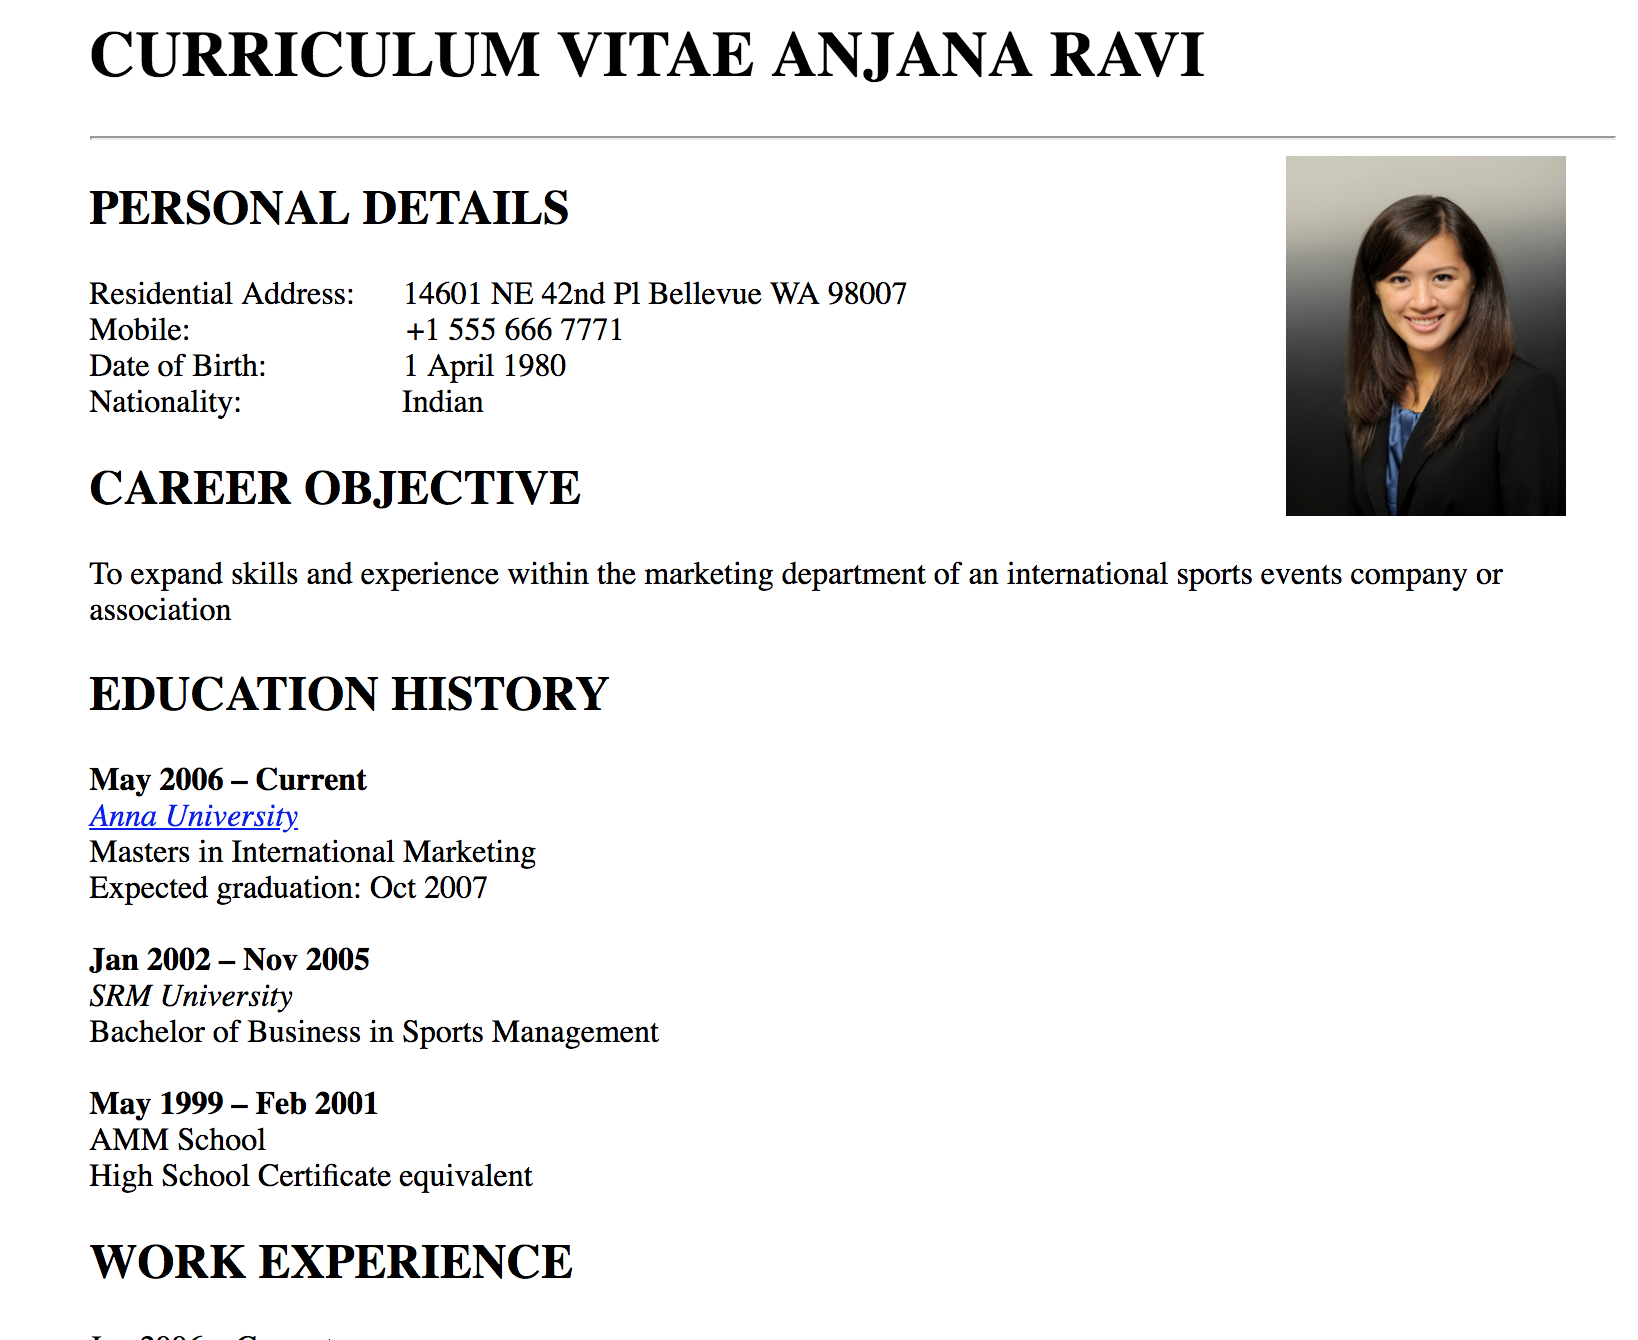 CURRICULUM VITAE ANJANA RAVI
PERSONAL DETAILS
Residential Address: 14601 NE 42nd Pl Bellevue WA 98007
Mobile: +1 555 666 7771
Date of Birth: 1 April 1980
Nationality: Indian
CAREER OBJECTIVE
To expand skills and experience within the marketing department of an international sports events company or
association
EDUCATION HISTORY
May 2006 – Current
Anna University
Masters in International Marketing
Expected graduation: Oct 2007
Jan 2002 – Nov 2005
SRM University
Bachelor of Business in Sports Management
May 1999 – Feb 2001
AMM School
High School Certificate equivalent
WORK EXPERIENCE